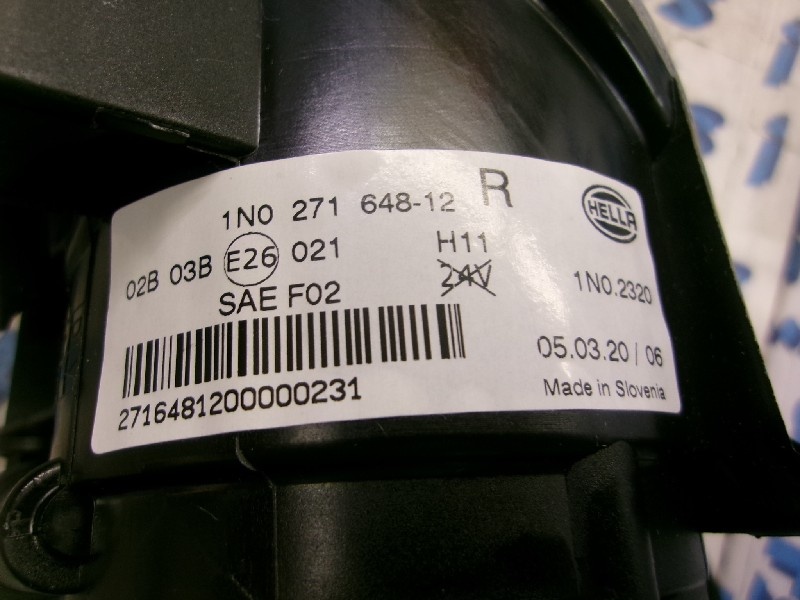 1N0 271 648-12 R
HELLA
02B 03B E26 021
H11
24V
SAE F02
1N0.2320
05.03.20 / 06
Made in Slovenia
2716481200000231